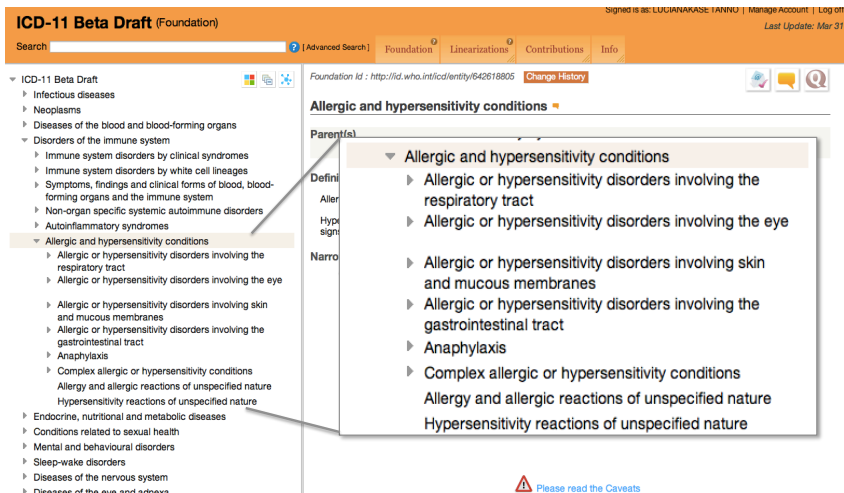 Signed is as: LUCIANAKASE TANNO | Manage Account | Log off
ICD-11 Beta Draft (Foundation)
Last Update: Mar 31
Search
? [ Advanced Search ]
Foundation ? Linearizations ? Contributions Info
ICD-11 Beta Draft
Infectious diseases
Neoplasms
Diseases of the blood and blood-forming organs
Disorders of the immune system
Immune system disorders by clinical syndromes
Immune system disorders by white cell lineages
Symptoms, findings and clinical forms of blood, blood-
forming organs and the immune system
Non-organ specific systemic autoimmune disorders
Autoinflammatory syndromes
Allergic and hypersensitivity conditions
Allergic or hypersensitivity disorders involving the
respiratory tract
Allergic or hypersensitivity disorders involving the eye
Allergic or hypersensitivity disorders involving skin
and mucous membranes
Allergic or hypersensitivity disorders involving the
gastrointestinal tract
Anaphylaxis
Complex allergic or hypersensitivity conditions
Allergy and allergic reactions of unspecified nature
Hypersensitivity reactions of unspecified nature
Endocrine, nutritional and metabolic diseases
Conditions related to sexual health
Mental and behavioural disorders
Sleep-wake disorders
Diseases of the nervous system
Diseases of the eye and adnexa
Foundation Id : http://id.who.int/icd/entity/642618805 Change History
Q
Allergic and hypersensitivity conditions
Parent(s)
Defini
Aller
Hype
signs
Narro
Allergic and hypersensitivity conditions
Allergic or hypersensitivity disorders involving the
respiratory tract
Allergic or hypersensitivity disorders involving the eye
Allergic or hypersensitivity disorders involving skin
and mucous membranes
Allergic or hypersensitivity disorders involving the
gastrointestinal tract
Anaphylaxis
Complex allergic or hypersensitivity conditions
Allergy and allergic reactions of unspecified nature
Hypersensitivity reactions of unspecified nature
Please read the Caveats